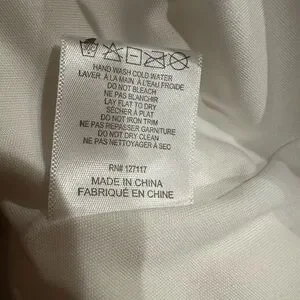 HAND WASH COLD WATER
LAVER À LA MAIN, À L'EAU FROIDE
DO NOT BLEACH
NE PAS BLANCHIR
LAY FLAT TO DRY
SÉCHER À PLAT
DO NOT IRON TRIM
NE PAS REPASSER GARNITURE
DO NOT DRY CLEAN
NE PAS NETTOYER À SEC
RN# 127117
MADE IN CHINA
FABRIQUÉ EN CHINE